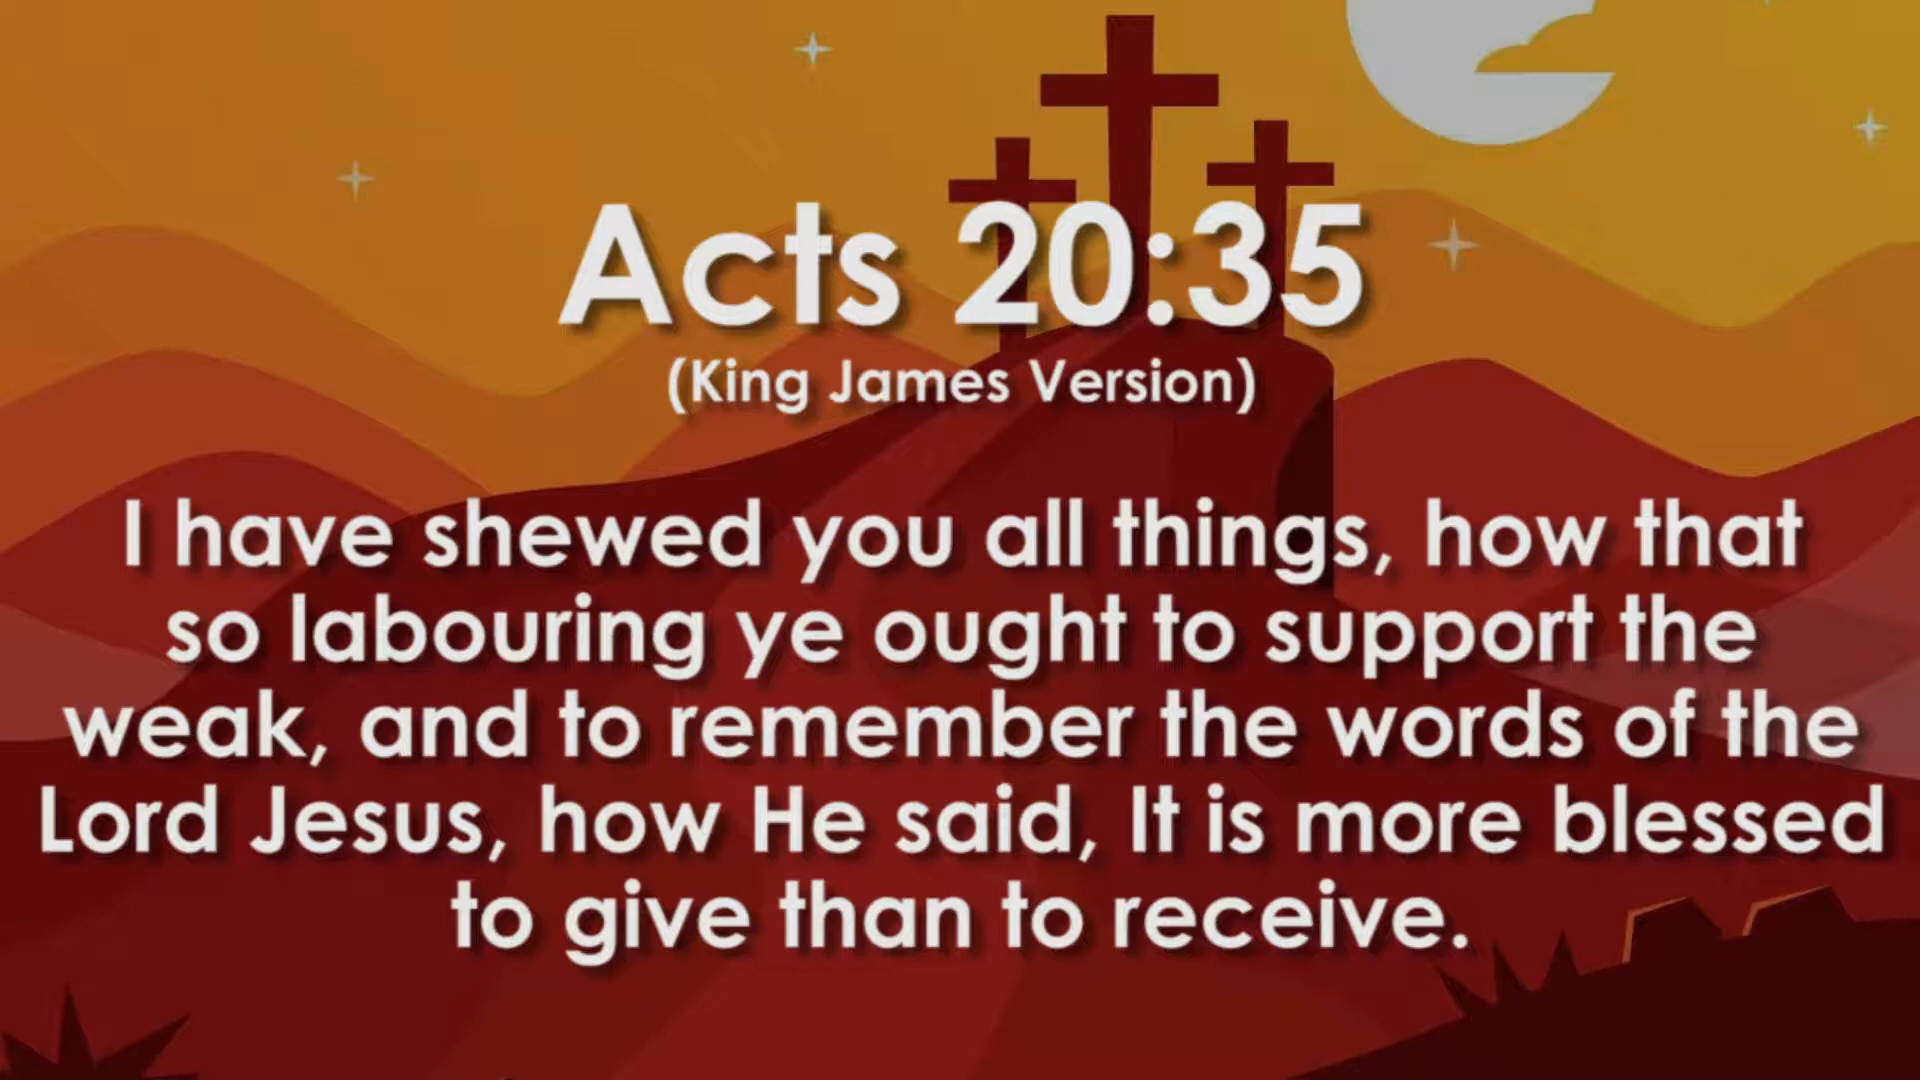 Acts 20:35
(King James Version)
I have shewed you all things, how that
so labouring ye ought to support the
weak, and to remember the words of the
Lord Jesus, how He said, It is more blessed
to give than to receive.